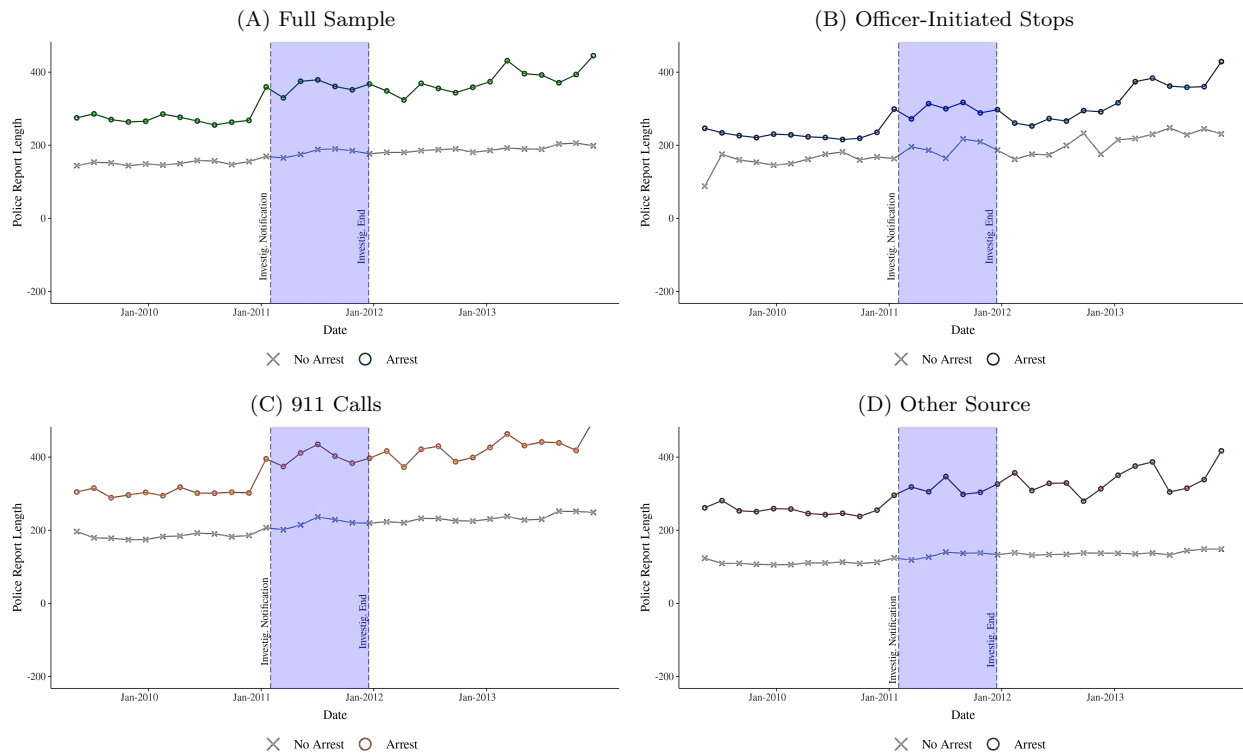 (A) Full Sample
400
200
0
-200
Police Report Length
Investig. Notification
Investig. End
Jan-2010 Jan-2011 Jan-2012 Jan-2013
Date
No Arrest Arrest
(B) Officer-Initiated Stops
400
200
0
-200
Police Report Length
Investig. Notification
Investig. End
Jan-2010 Jan-2011 Jan-2012 Jan-2013
Date
No Arrest Arrest
(C) 911 Calls
400
200
0
-200
Police Report Length
Investig. Notification
Investig. End
Jan-2010 Jan-2011 Jan-2012 Jan-2013
Date
No Arrest Arrest
(D) Other Source
400
200
0
-200
Police Report Length
Investig. Notification
Investig. End
Jan-2010 Jan-2011 Jan-2012 Jan-2013
Date
No Arrest Arrest